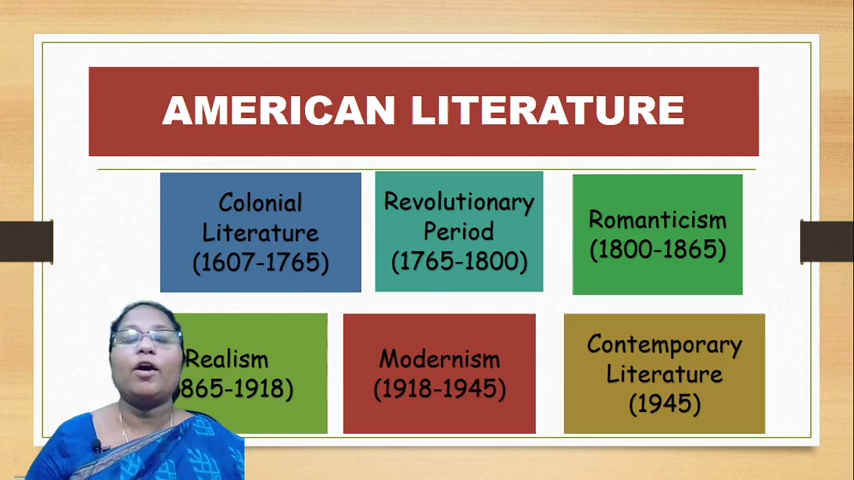 AMERICAN LITERATURE
Colonial
Literature
(1607-1765)
Revolutionary
Period
(1765-1800)
Romanticism
(1800-1865)
Realism
865-1918)
Modernism
(1918-1945)
Contemporary
Literature
(1945)